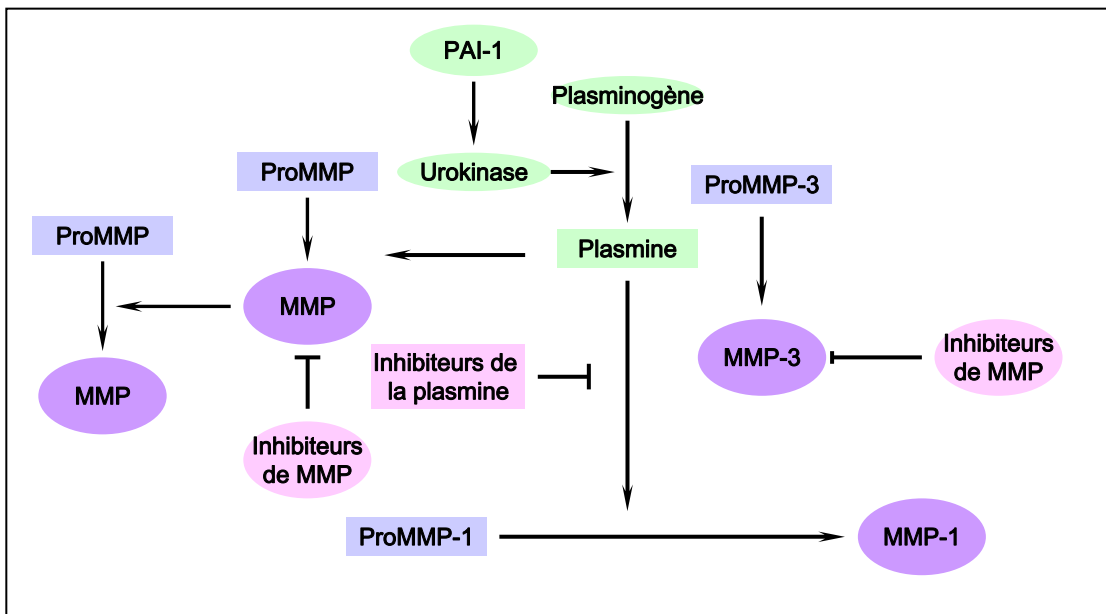 PAI-1
Plasminogène
Urokinase
ProMMP
ProMMP-3
ProMMP
Plasmine
MMP
MMP-3
Inhibiteurs
de MMP
Inhibiteurs de
la plasmine
MMP
Inhibiteurs
de MMP
ProMMP-1
MMP-1